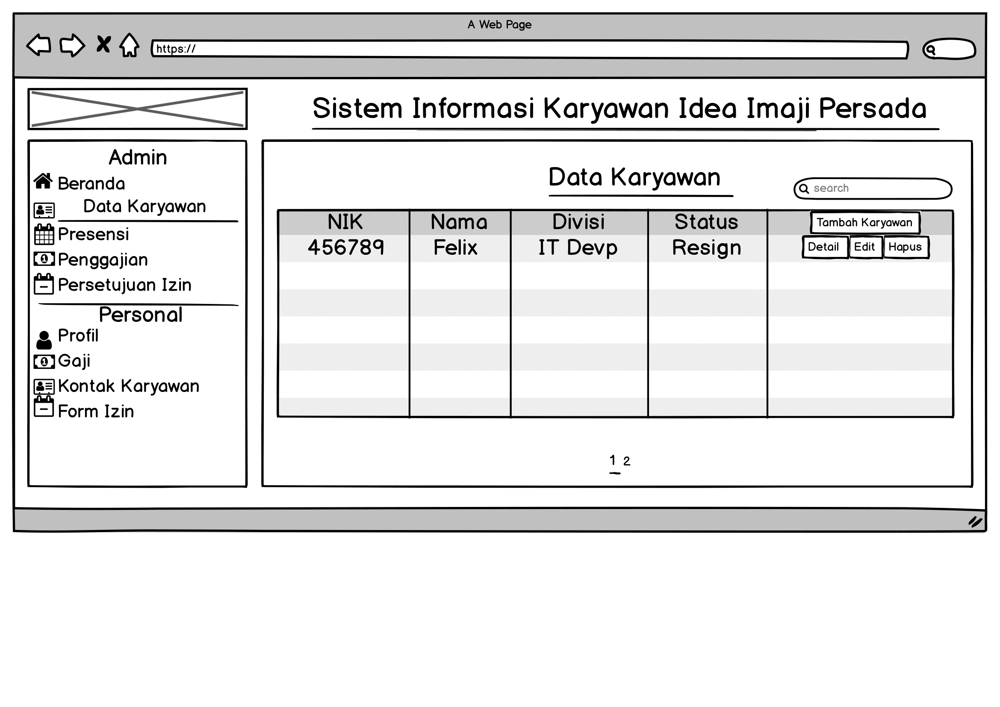 A Web Page
https://
Sistem Informasi Karyawan Idea Imaji Persada
Admin
Beranda
Data Karyawan
Presensi
Penggajian
Persetujuan Izin
Personal
Profil
Gaji
Kontak Karyawan
Form Izin
Data Karyawan
search
NIK Nama Divisi Status Tambah Karyawan
456789 Felix IT Devp Resign Detail Edit Hapus
1 2